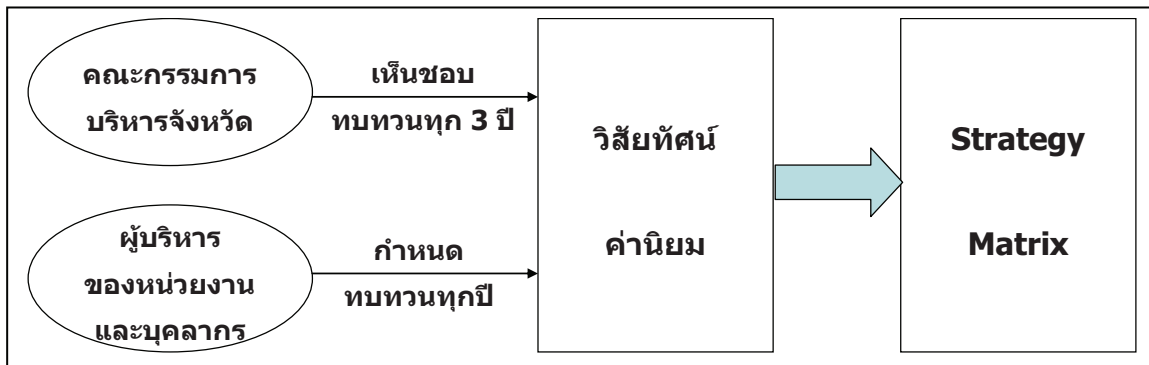 คณะกรรมการ
บริหารจังหวัด
เห็นชอบ
ทบทวนทุก 3 ปี
ผู้บริหาร
ของหน่วยงาน
และบุคลากร
กำหนด
ทบทวนทุกปี
วิสัยทัศน์
ค่านิยม
Strategy
Matrix